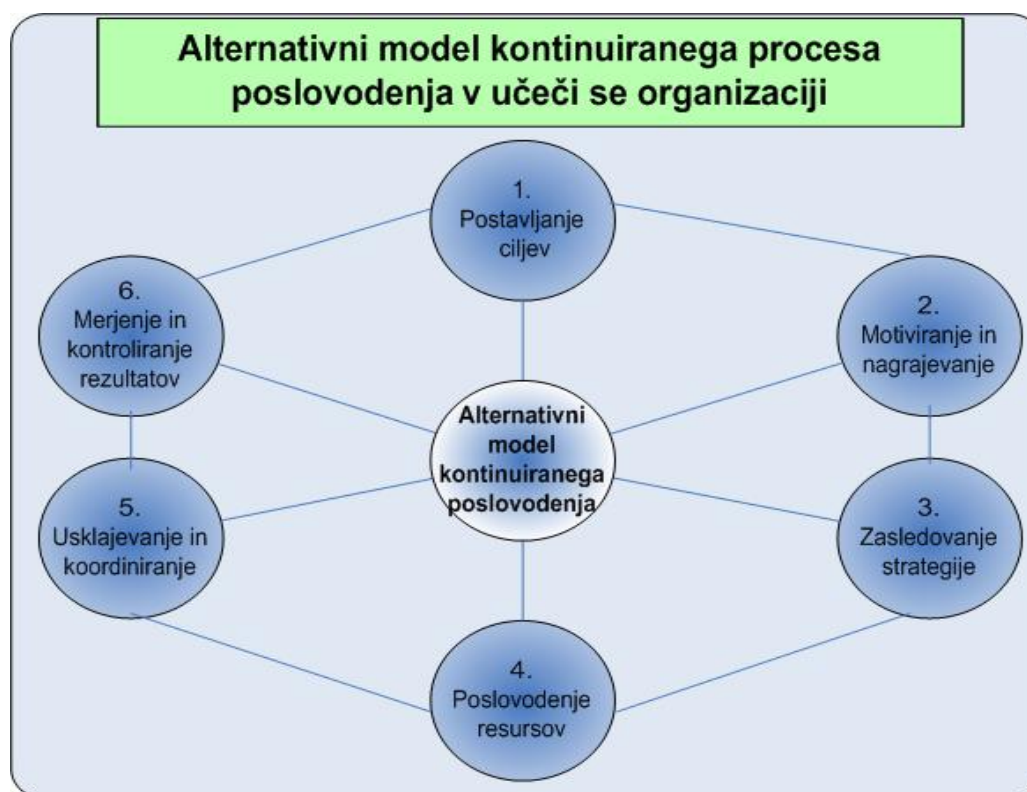 Alternativni model kontinuiranega procesa
poslovodenja v učeči se organizaciji
1.
Postavljanje
ciljev
2.
Motiviranje in
nagrajevanje
3.
Zasledovanje
strategije
4.
Poslovodenje
resursov
5.
Usklajevanje in
koordiniranje
6.
Merjenje in
kontroliranje
rezultatov
Alternativni
model
kontinuiranega
poslovodenja